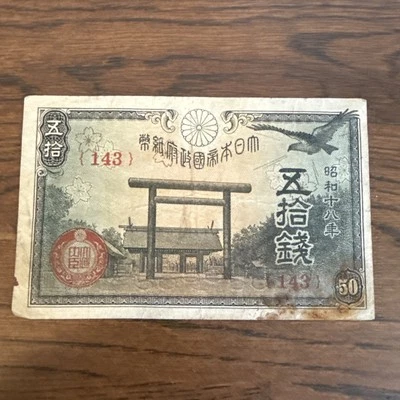 大日本帝國政府紙幣
五拾
{143}
昭和十八年
五拾錢
{143}
50